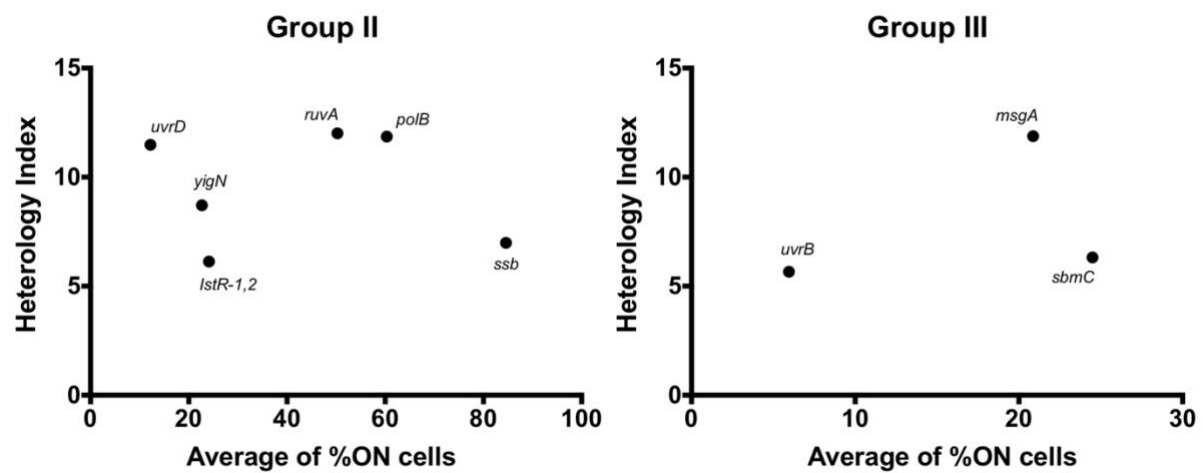 Group II
15
10
5
0
Heterology Index
uvrD
yigN
lstR-1,2
ruvA
polB
ssb
0 20 40 60 80 100
Average of %ON cells
Group III
15
10
5
0
Heterology Index
msgA
uvrB
sbmC
0 10 20 30
Average of %ON cells